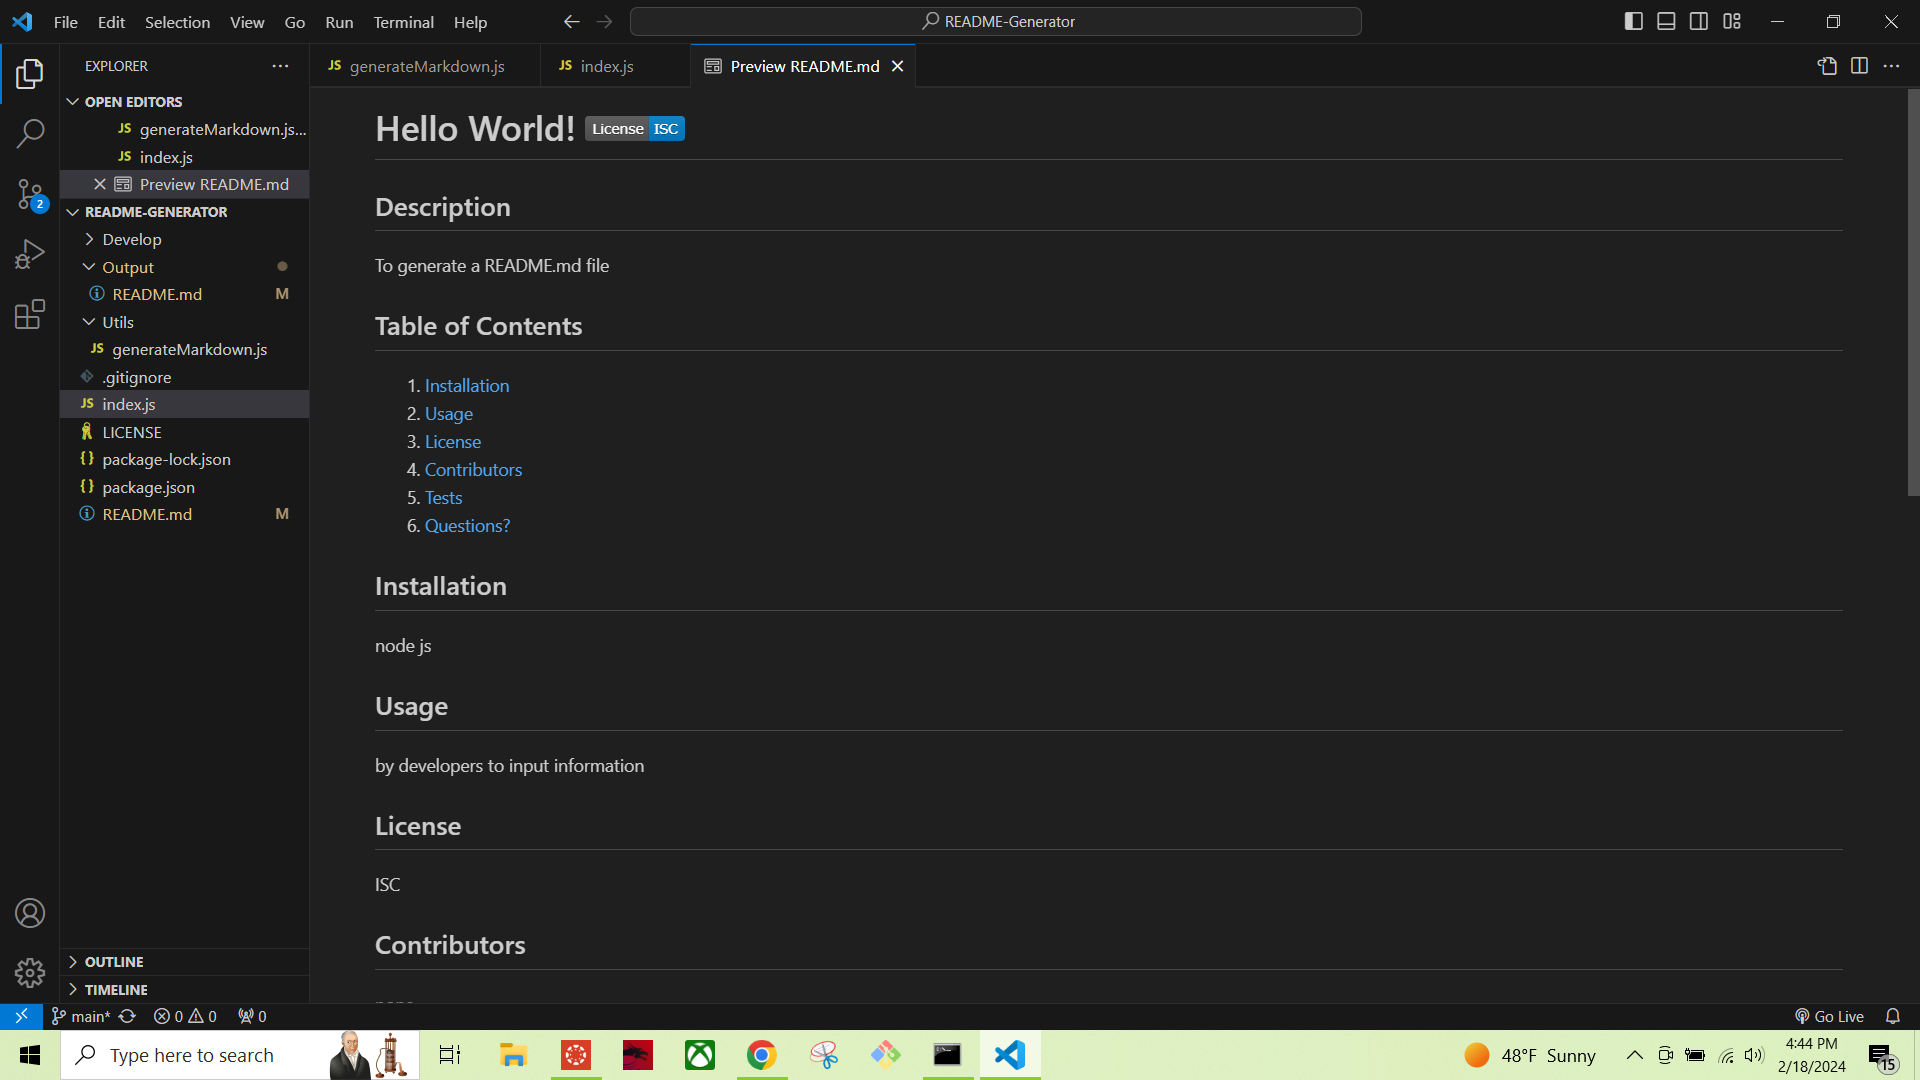 File Edit Selection View Go Run Terminal Help
README-Generator
EXPLORER
JS generateMarkdown.js
JS index.js
Preview README.md
OPEN EDITORS
JS generateMarkdown.js...
JS index.js
Preview README.md
2
README-GENERATOR
Develop
Output
README.md M
Utils
JS generateMarkdown.js
.gitignore
JS index.js
LICENSE
{} package-lock.json
{} package.json
README.md M
OUTLINE
TIMELINE
Hello World! License ISC
Description
To generate a README.md file
Table of Contents
1. Installation
2. Usage
3. License
4. Contributors
5. Tests
6. Questions?
Installation
node js
Usage
by developers to input information
License
ISC
Contributors
main* 0 0 0
Go Live
Type here to search
48°F Sunny
4:44 PM
2/18/2024
15